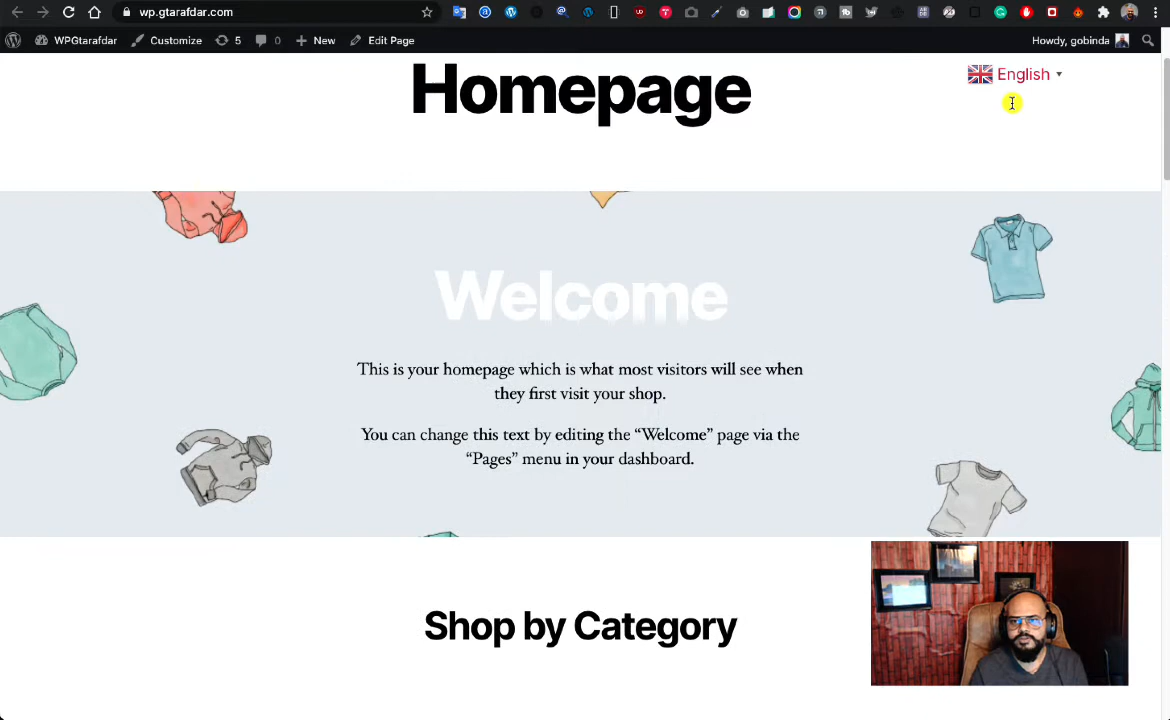 wp.gtarafdar.com
WPGtarafdar
Customize
5
0
New
Edit Page
Howdy, gobinda
Homepage
English
Welcome
This is your homepage which is what most visitors will see when
they first visit your shop.
You can change this text by editing the “Welcome” page via the
“Pages” menu in your dashboard.
Shop by Category